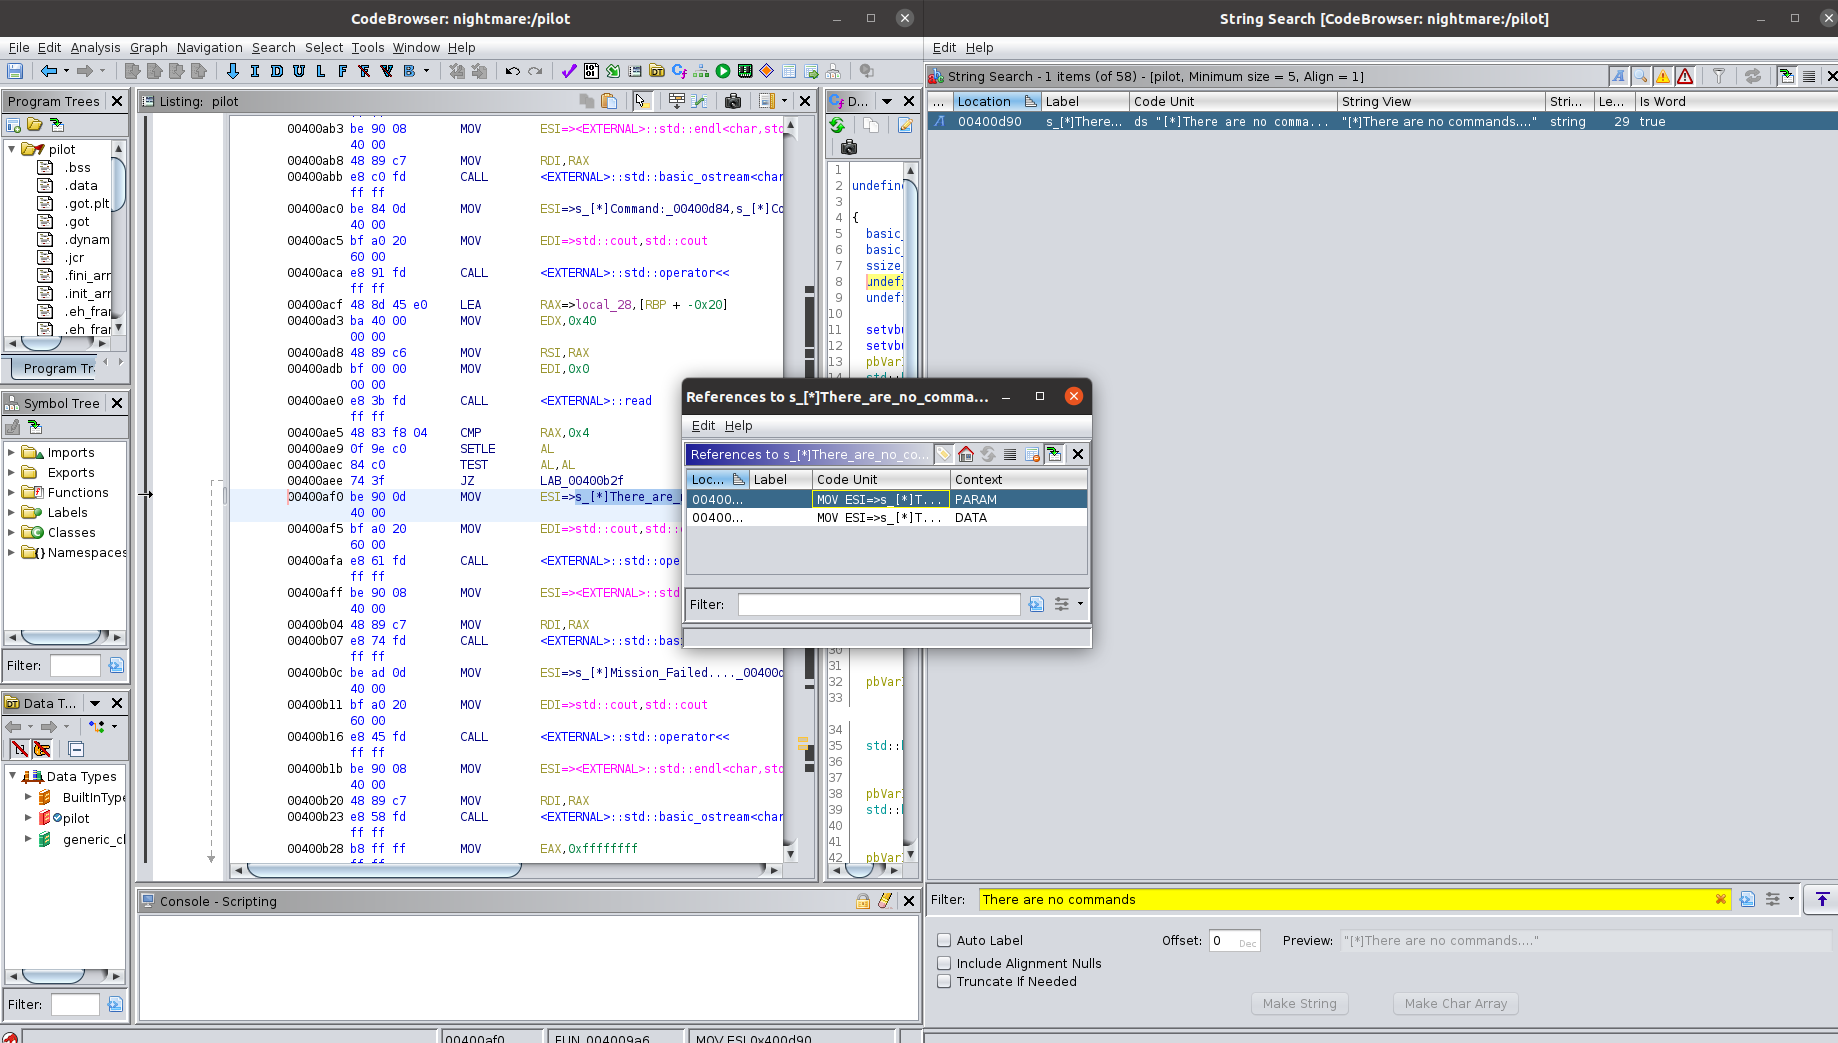 CodeBrowser: nightmare:/pilot
File Edit Analysis Graph Navigation Search Select Tools Window Help
Program Trees
pilot
.bss
.data
.got.plt
.got
.dynam
.jcr
.fini_arr
.init_arr
.eh_fra
.eh_frar
Program Tr
Symbol Tree
Imports
Exports
Functions
Labels
Classes
Namespaces
Filter:
Data T...
Data Types
BuiltInType
pilot
generic_cl
Filter:
Listing: pilot
ff ff
00400ab3 be 90 08 MOV ESI=><EXTERNAL>::std::endl<char,std
40 00
00400ab8 48 89 c7 MOV RDI,RAX
00400abb e8 c0 fd CALL <EXTERNAL>::std::basic_ostream<char
ff ff
00400ac0 be 84 0d MOV ESI=>s_[*]Command:_00400d84,s_[*]Co
40 00
00400ac5 bf a0 20 MOV EDI=>std::cout,std::cout
60 00
00400aca e8 91 fd CALL <EXTERNAL>::std::operator<<
ff ff
00400acf 48 8d 45 e0 LEA RAX=>local_28,[RBP + -0x20]
00400ad3 ba 40 00 MOV EDX,0x40
00 00
00400ad8 48 89 c6 MOV RSI,RAX
00400adb bf 00 00 MOV EDI,0x0
00 00
00400ae0 e8 3b fd CALL <EXTERNAL>::read
ff ff
00400ae5 48 83 f8 04 CMP RAX,0x4
00400ae9 0f 9e c0 SETLE AL
00400aec 84 c0 TEST AL,AL
00400aee 74 3f JZ LAB_00400b2f
00400af0 be 90 0d MOV ESI=>s_[*]There_are_
40 00
00400af5 bf a0 20 MOV EDI=>std::cout,std::
60 00
00400afa e8 61 fd CALL <EXTERNAL>::std::ope
ff ff
00400aff be 90 08 MOV ESI=><EXTERNAL>::std
40 00
00400b04 48 89 c7 MOV RDI,RAX
00400b07 e8 74 fd CALL <EXTERNAL>::std::bas
ff ff
00400b0c be ad 0d MOV ESI=>s_[*]Mission_Failed...._00400d
40 00
00400b11 bf a0 20 MOV EDI=>std::cout,std::cout
60 00
00400b16 e8 45 fd CALL <EXTERNAL>::std::operator<<
ff ff
00400b1b be 90 08 MOV ESI=><EXTERNAL>::std::endl<char,std
40 00
00400b20 48 89 c7 MOV RDI,RAX
00400b23 e8 58 fd CALL <EXTERNAL>::std::basic_ostream<char
ff ff
00400b28 b8 ff ff MOV EAX,0xffffffff
ff ff
D...
1
2 undefine
3
4 {
5 basic_
6 basic_
7 ssize_
8 undefi
9 undefi
10
11 setvbu
12 setvbu
13 pbVar
14 std::
30
31
32 pbVar
33
34
35 std::
36
37
38 pbVar
39 std::
40
41
42 pbVar
Console - Scripting
00400af0 FUN_004009a6 MOV ESI,0x400d90
References to s_[*]There_are_no_comma...
Edit Help
References to s_[*]There_are_no_co...
Loc... Label Code Unit Context
00400... MOV ESI=>s_[*]T... PARAM
00400... MOV ESI=>s_[*]T... DATA
Filter:
String Search [CodeBrowser: nightmare:/pilot]
Edit Help
String Search - 1 items (of 58) - [pilot, Minimum size = 5, Align = 1]
... Location Label Code Unit String View Stri... Le... Is Word
00400d90 s_[*]There... ds "[*]There are no comma... "[*]There are no commands...." string 29 true
Filter: There are no commands
Auto Label Offset: 0 Dec Preview: "[*]There are no commands...."
Include Alignment Nulls
Truncate If Needed
Make String Make Char Array